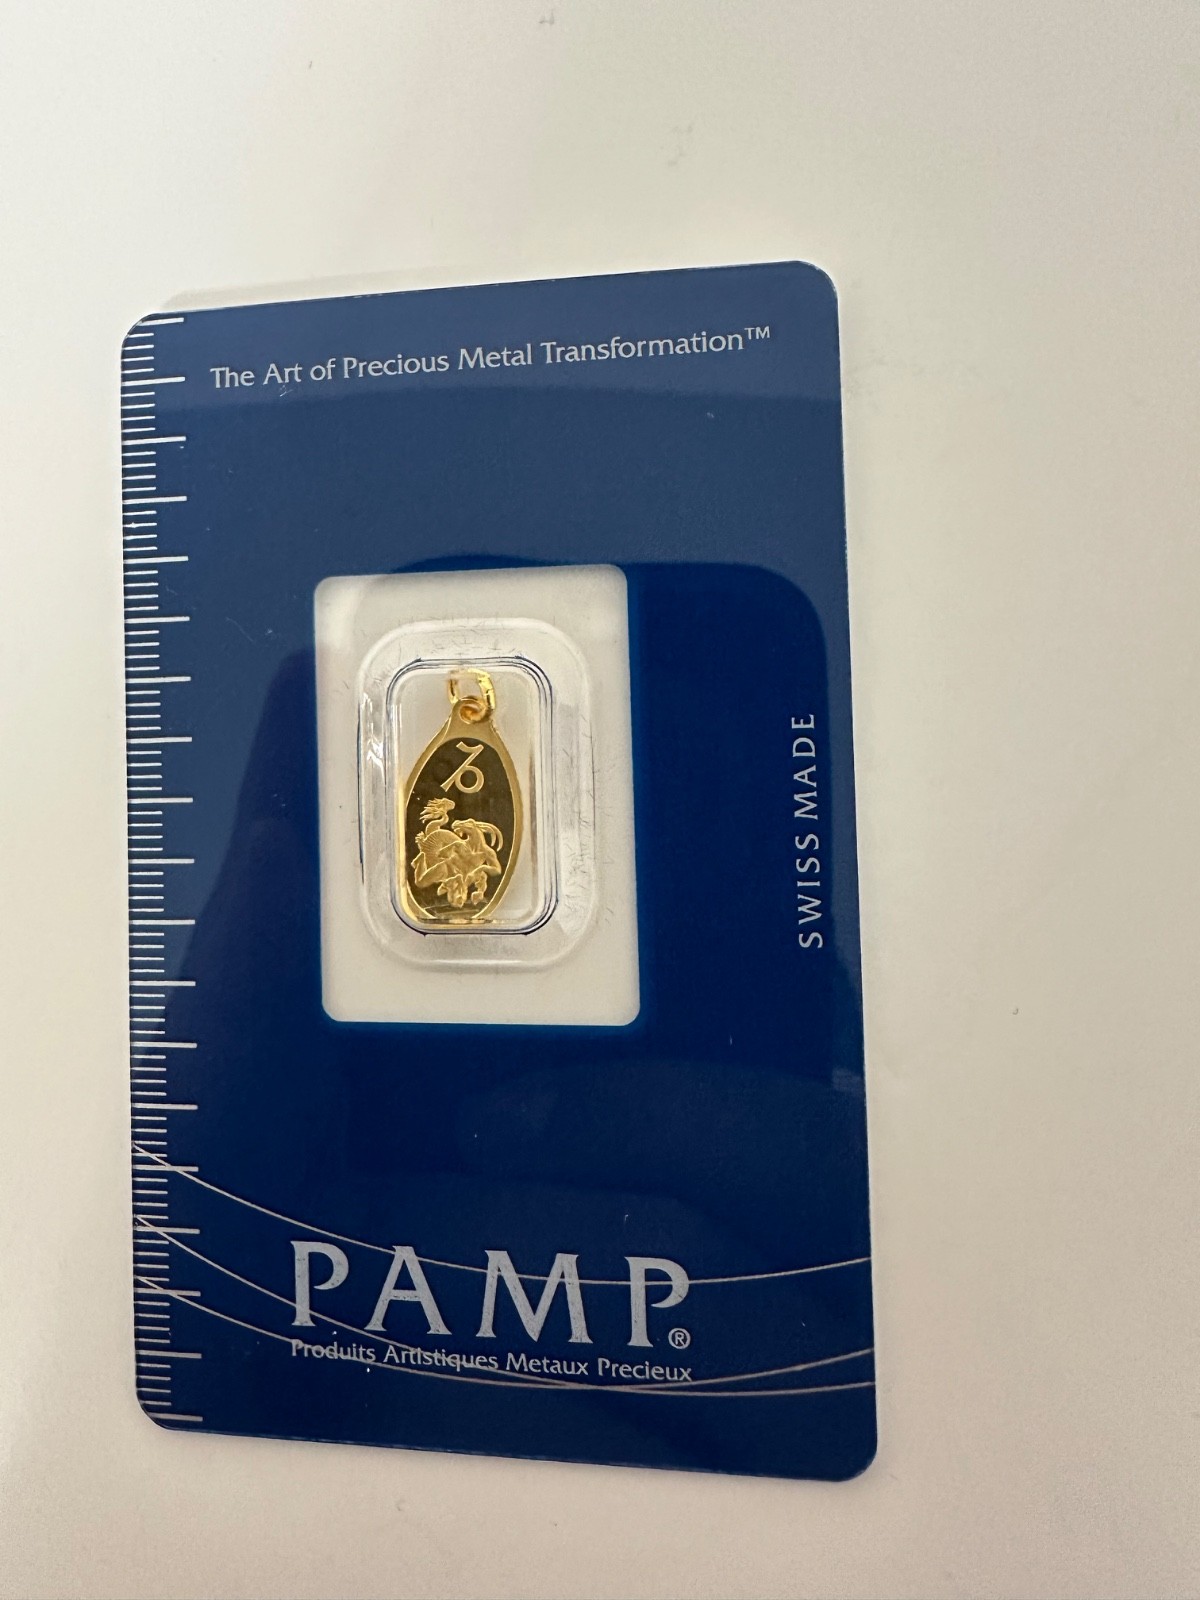 The Art of Precious Metal Transformation™
SWISS MADE
PAMP®
Produits Artistiques Metaux Precieux